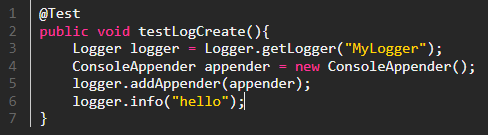 1 @Test
2 public void testLogCreate(){
3     Logger logger = Logger.getLogger("MyLogger");
4     ConsoleAppender appender = new ConsoleAppender();
5     logger.addAppender(appender);
6     logger.info("hello");
7 }